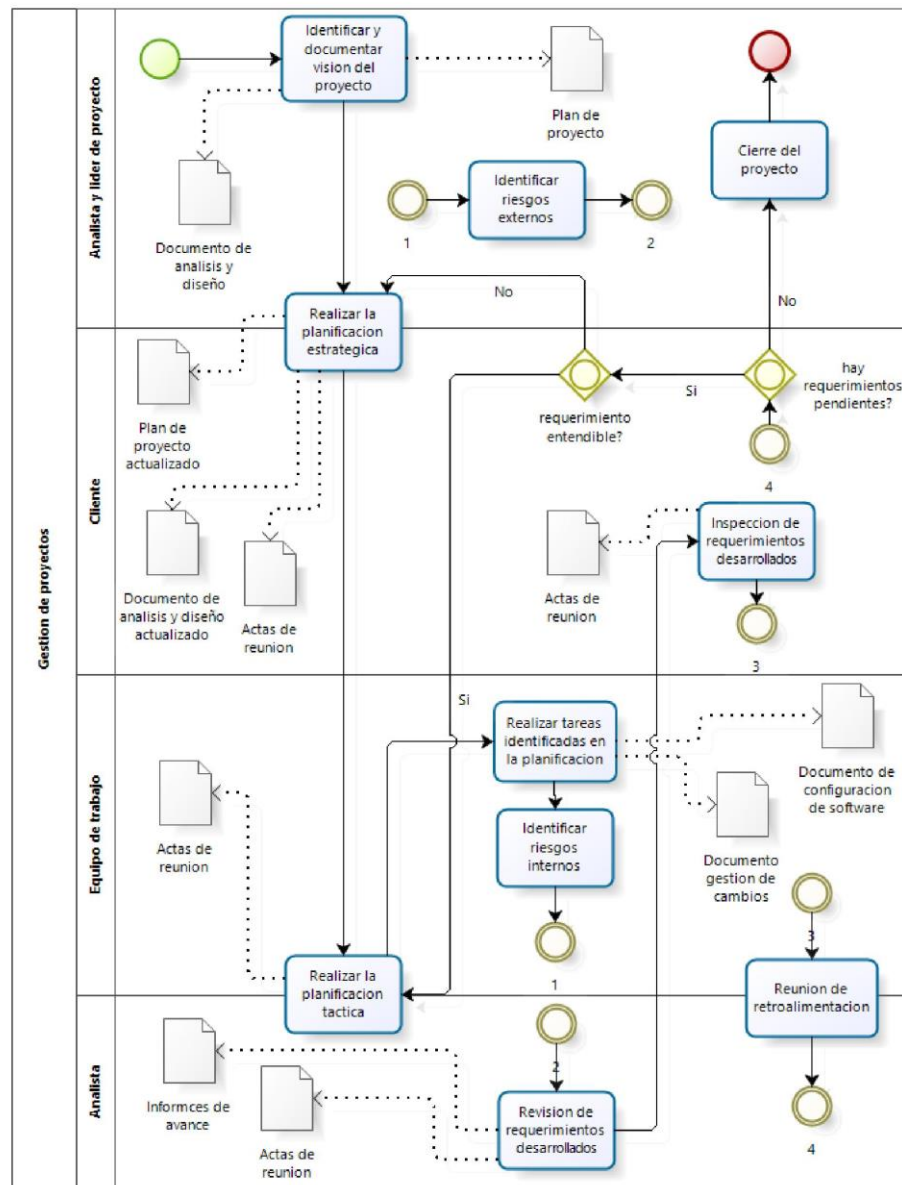 Gestion de proyectos
Analista y lider de proyecto
Identificar y
documentar
vision del
proyecto
Plan de
proyecto
Documento de
analisis y
diseño
1
Identificar
riesgos
externos
2
Cierre del
proyecto
No
No
Cliente
Realizar la
planificacion
estrategica
Plan de
proyecto
actualizado
Documento de
analisis y diseño
actualizado
Actas de
reunion
requerimiento
entendible?
Si
hay
requerimientos
pendientes?
4
Actas de
reunion
Inspeccion de
requerimientos
desarrollados
3
Equipo de trabajo
Si
Realizar tareas
identificadas en
la planificacion
Documento de
configuracion
de software
Documento
gestion de
cambios
Identificar
riesgos
internos
1
Actas de
reunion
3
Realizar la
planificacion
tactica
Reunion de
retroalimentacion
4
Analista
Informces de
avance
Actas de
reunion
2
Revision de
requerimientos
desarrollados